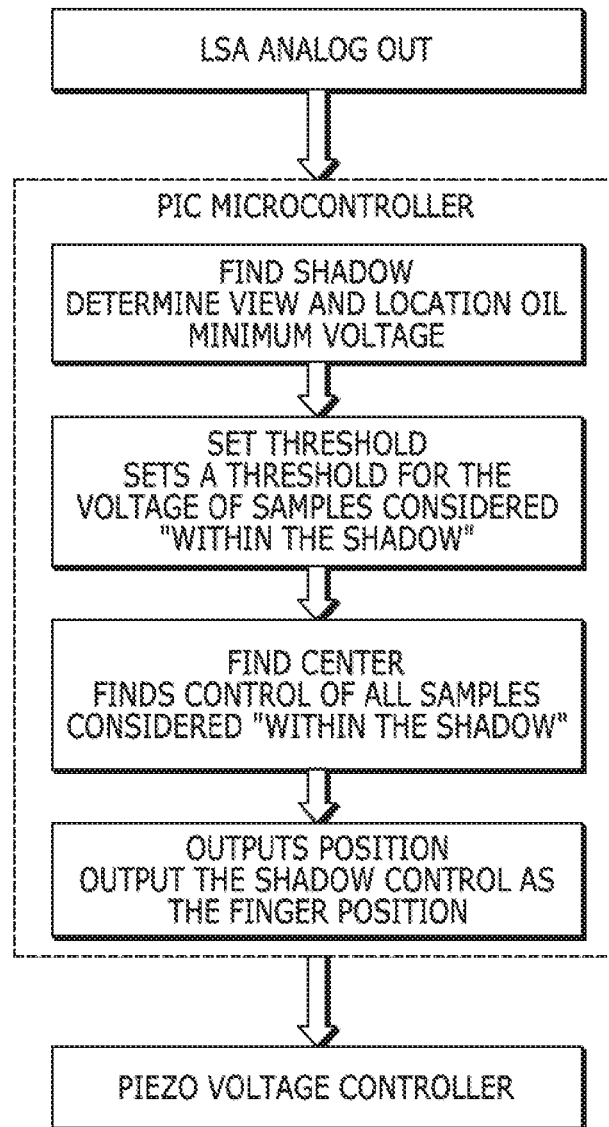 LSA ANALOG OUT
PIC MICROCONTROLLER
FIND SHADOW
DETERMINE VIEW AND LOCATION OIL
MINIMUM VOLTAGE
SET THRESHOLD
SETS A THRESHOLD FOR THE
VOLTAGE OF SAMPLES CONSIDERED
"WITHIN THE SHADOW"
FIND CENTER
FINDS CONTROL OF ALL SAMPLES
CONSIDERED "WITHIN THE SHADOW"
OUTPUTS POSITION
OUTPUT THE SHADOW CONTROL AS
THE FINGER POSITION
PIEZO VOLTAGE CONTROLLER